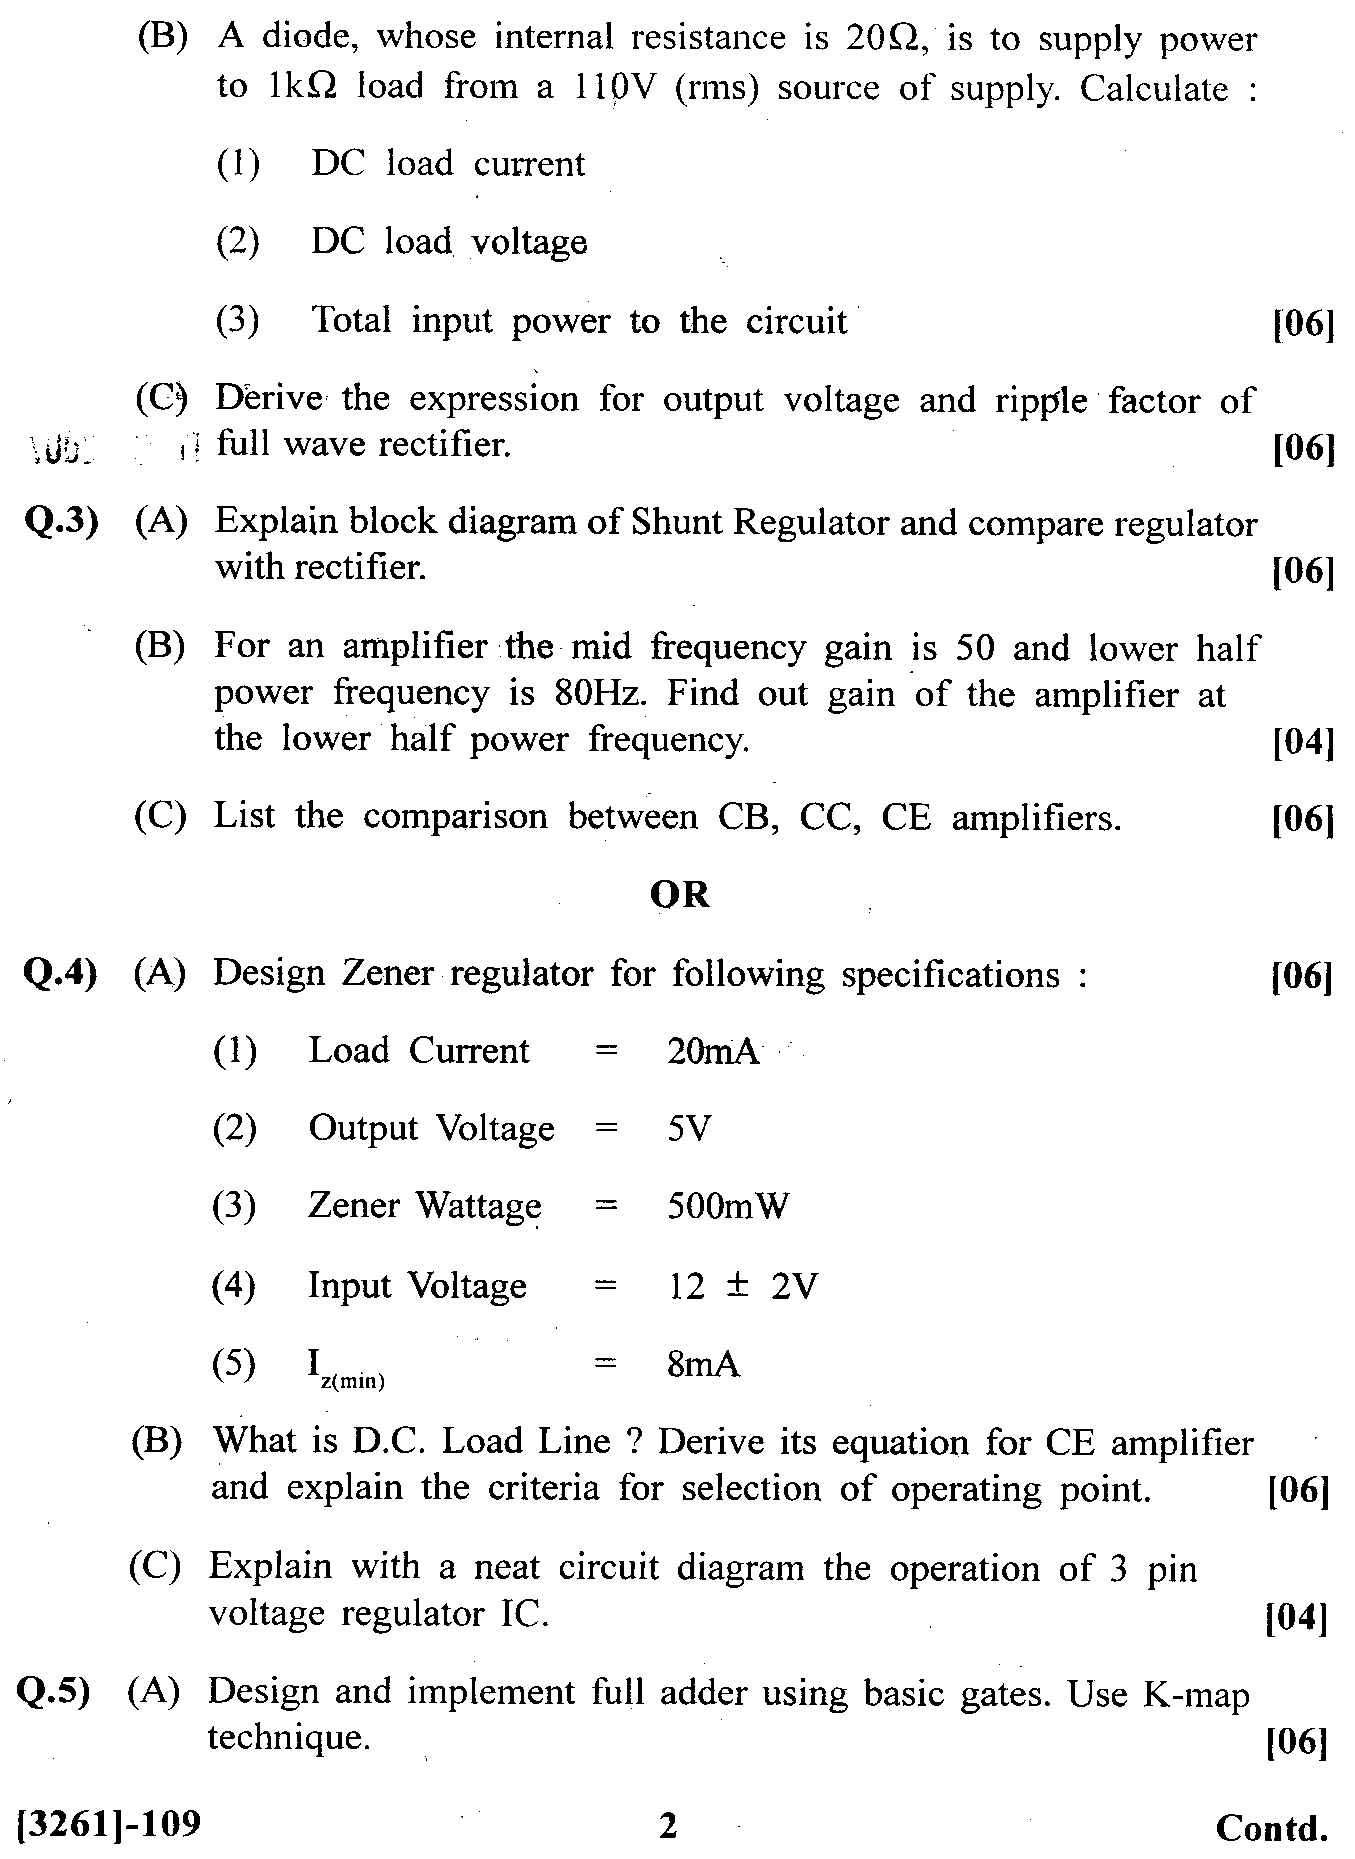 (B) A diode, whose internal resistance is 20Ω, is to supply power
to 1kΩ load from a 110V (rms) source of supply. Calculate :
(1) DC load current
(2) DC load voltage
(3) Total input power to the circuit [06]
(C) Derive the expression for output voltage and ripple factor of
full wave rectifier. [06]
Q.3) (A) Explain block diagram of Shunt Regulator and compare regulator
with rectifier. [06]
(B) For an amplifier the mid frequency gain is 50 and lower half
power frequency is 80Hz. Find out gain of the amplifier at
the lower half power frequency. [04]
(C) List the comparison between CB, CC, CE amplifiers. [06]
OR
Q.4) (A) Design Zener regulator for following specifications : [06]
(1) Load Current = 20mA
(2) Output Voltage = 5V
(3) Zener Wattage = 500mW
(4) Input Voltage = 12 ± 2V
(5) I z(min) = 8mA
(B) What is D.C. Load Line ? Derive its equation for CE amplifier
and explain the criteria for selection of operating point. [06]
(C) Explain with a neat circuit diagram the operation of 3 pin
voltage regulator IC. [04]
Q.5) (A) Design and implement full adder using basic gates. Use K-map
technique. [06]
[3261]-109 2 Contd.